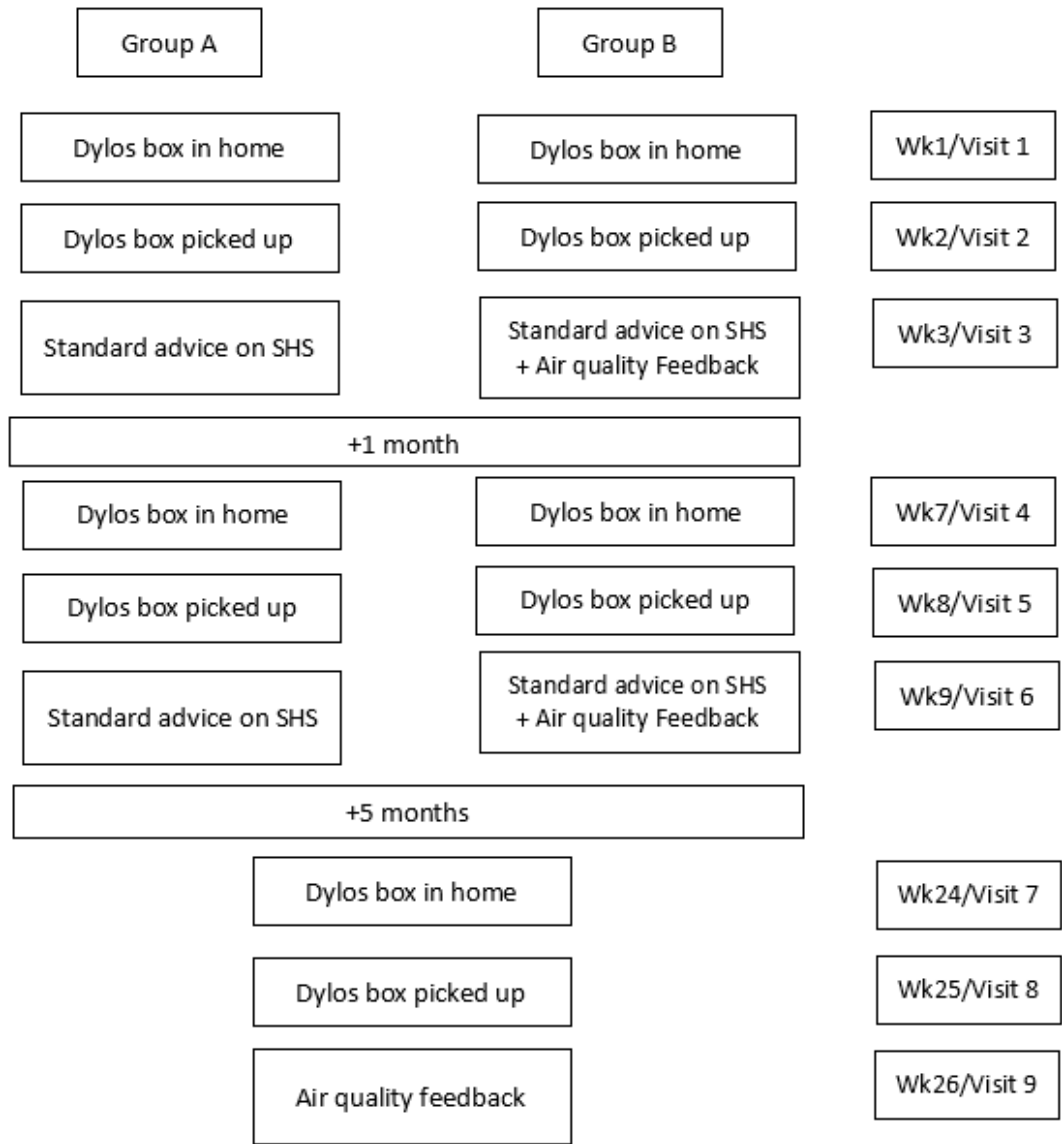 Group A
Group B
Dylos box in home
Dylos box in home
Wk1/Visit 1
Dylos box picked up
Dylos box picked up
Wk2/Visit 2
Standard advice on SHS
Standard advice on SHS
+ Air quality Feedback
Wk3/Visit 3
+1 month
Dylos box in home
Dylos box in home
Wk7/Visit 4
Dylos box picked up
Dylos box picked up
Wk8/Visit 5
Standard advice on SHS
Standard advice on SHS
+ Air quality Feedback
Wk9/Visit 6
+5 months
Dylos box in home
Wk24/Visit 7
Dylos box picked up
Wk25/Visit 8
Air quality feedback
Wk26/Visit 9